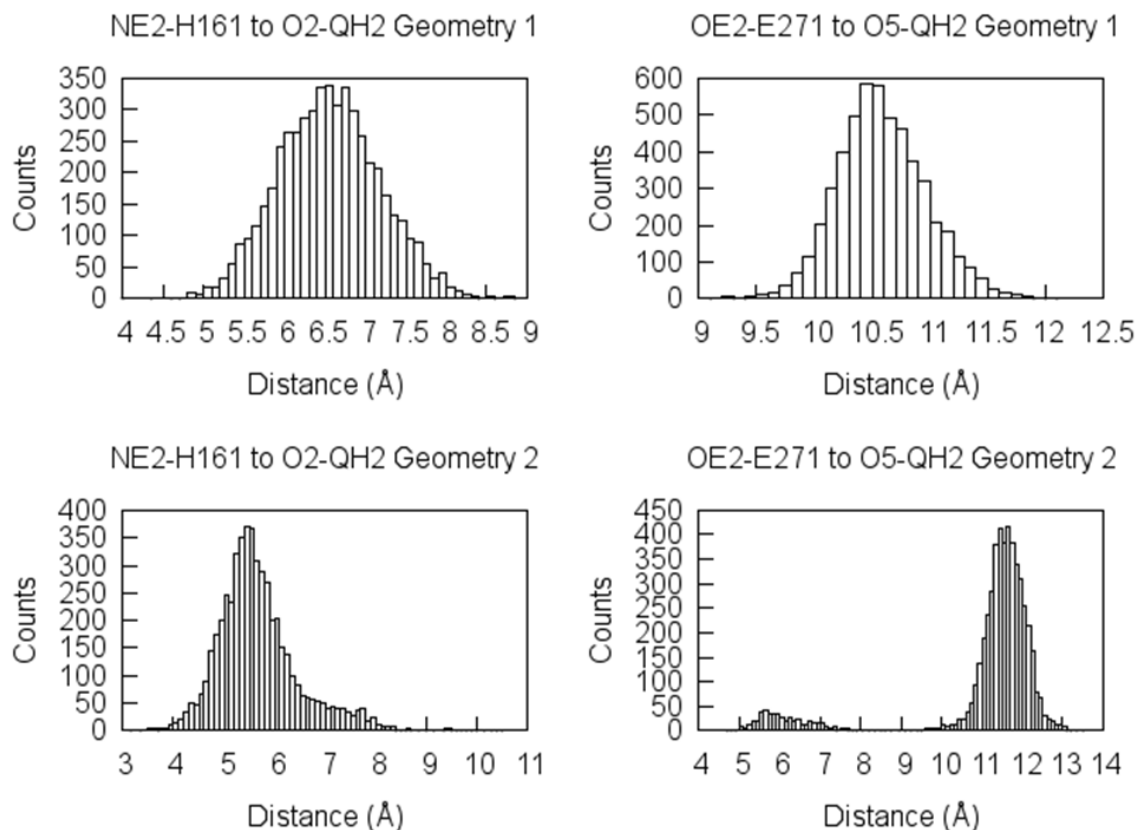 NE2-H161 to O2-QH2 Geometry 1
350
300
250
200
150
100
50
0
Counts
4 4.5 5 5.5 6 6.5 7 7.5 8 8.5 9
Distance (Å)
OE2-E271 to O5-QH2 Geometry 1
600
500
400
300
200
100
0
Counts
9 9.5 10 10.5 11 11.5 12 12.5
Distance (Å)
NE2-H161 to O2-QH2 Geometry 2
400
350
300
250
200
150
100
50
0
Counts
3 4 5 6 7 8 9 10 11
Distance (Å)
OE2-E271 to O5-QH2 Geometry 2
450
400
350
300
250
200
150
100
50
0
Counts
4 5 6 7 8 9 10 11 12 13 14
Distance (Å)